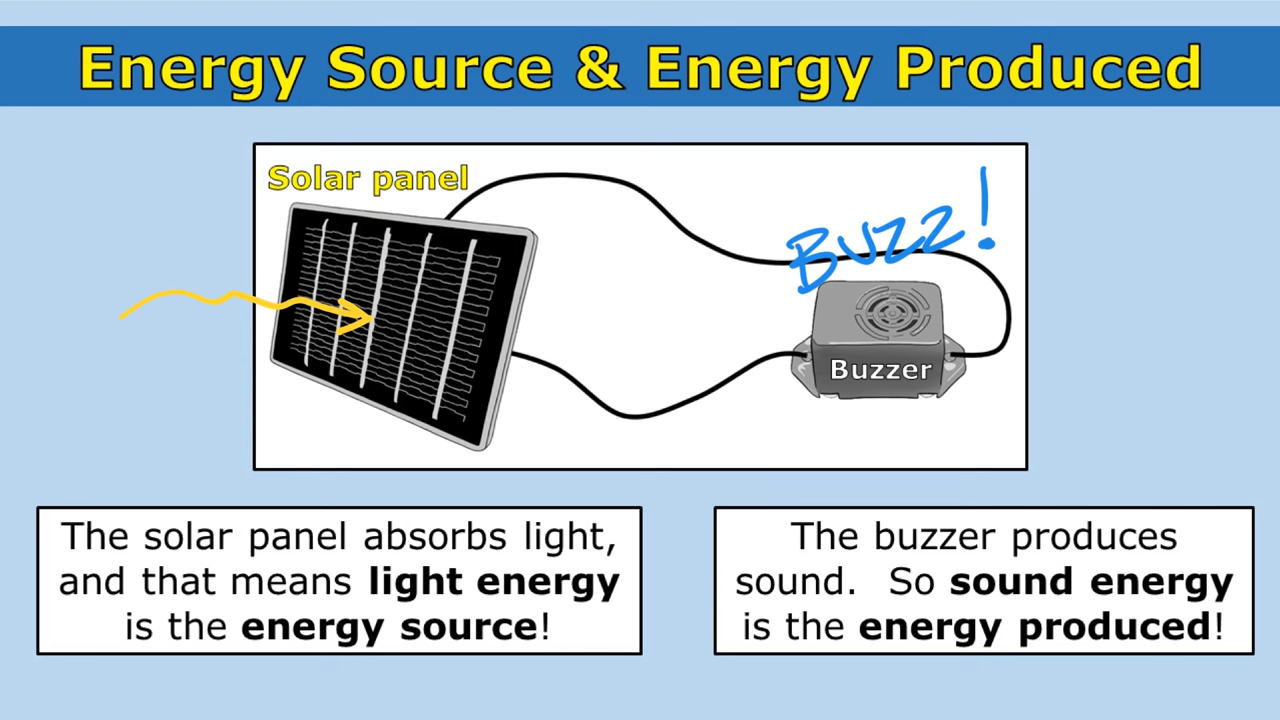 Energy Source & Energy Produced
Solar panel
BUZZ!
Buzzer
The solar panel absorbs light,
and that means light energy
is the energy source!
The buzzer produces
sound.  So sound energy
is the energy produced!